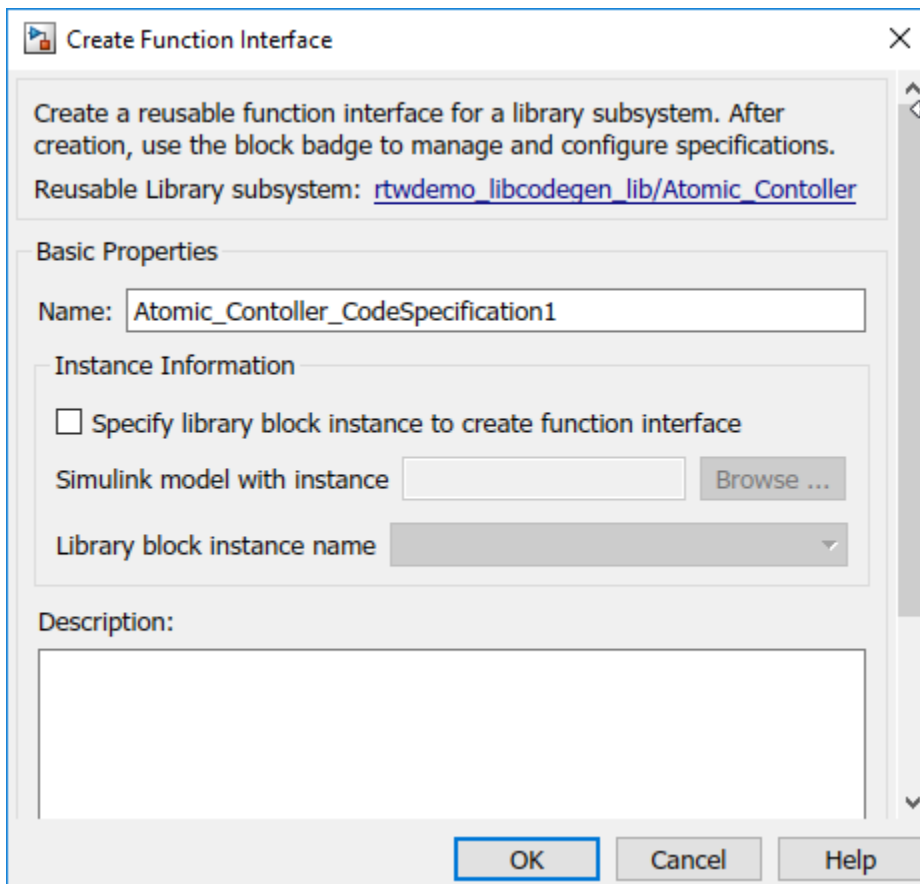 Create Function Interface
Create a reusable function interface for a library subsystem. After
creation, use the block badge to manage and configure specifications.
Reusable Library subsystem: rtwdemo_libcodegen_lib/Atomic_Contoller
Basic Properties
Name: Atomic_Contoller_CodeSpecification1
Instance Information
Specify library block instance to create function interface
Simulink model with instance Browse ...
Library block instance name
Description:
OK Cancel Help